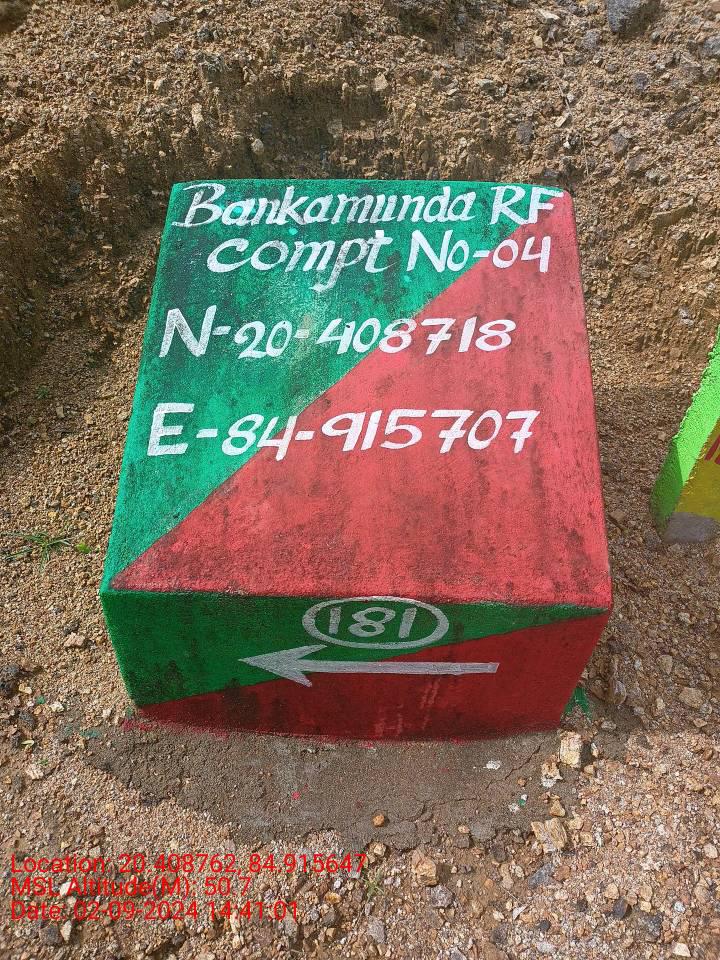 Bankamunda RF
compt No-04
N-20-408718
E-84-915707
181
Location: 20.408762, 84.915647
MSL Altitude(M): 50.7
Date: 02-09-2024 14:41:01